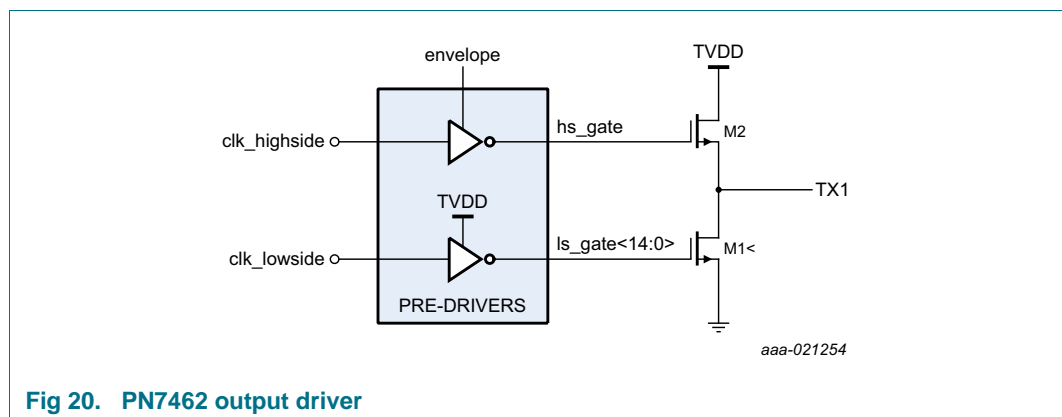 envelope
TVDD
clk_highside
hs_gate
M2
TVDD
TX1
clk_lowside
ls_gate<14:0>
M1<
PRE-DRIVERS
aaa-021254
Fig 20. PN7462 output driver